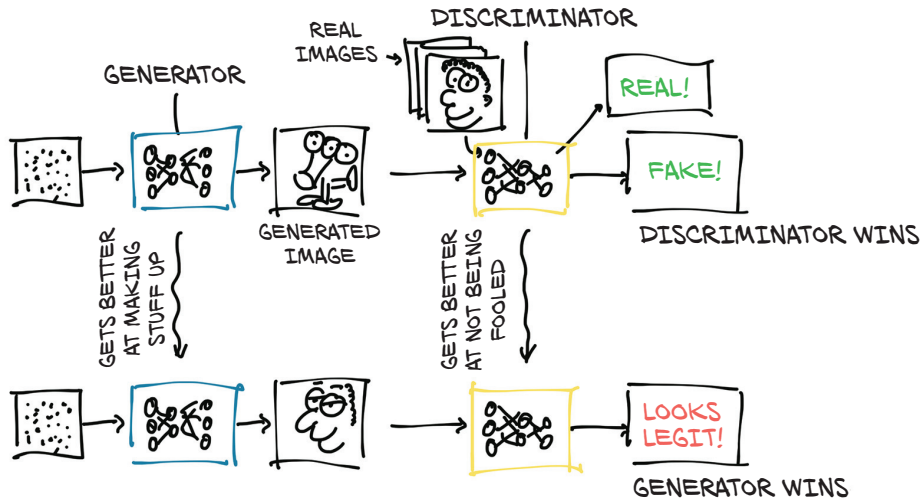 DISCRIMINATOR
REAL
IMAGES
GENERATOR
REAL!
FAKE!
GENERATED
IMAGE
DISCRIMINATOR WINS
GETS BETTER
AT MAKING
STUFF UP
GETS BETTER
AT NOT BEING
FOOLED
LOOKS
LEGIT!
GENERATOR WINS